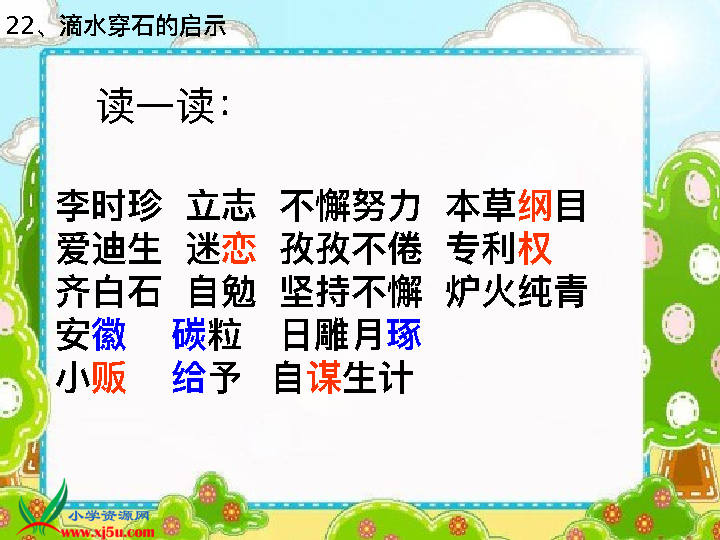 22、滴水穿石的启示
读一读：
李时珍 立志 不懈努力 本草纲目
爱迪生 迷恋 孜孜不倦 专利权
齐白石 自勉 坚持不懈 炉火纯青
安徽 碳粒 日雕月琢
小贩 给予 自谋生计
小学资源网
www.xj5u.com